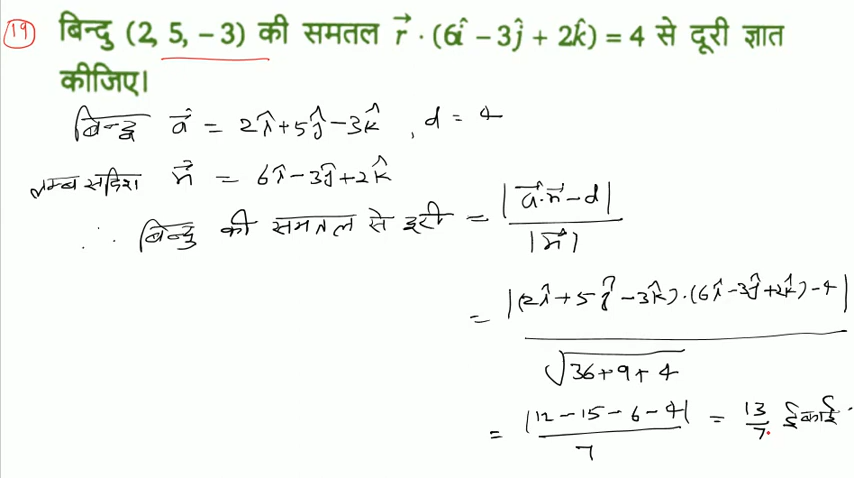 19 बिन्दु (2, 5, – 3) की समतल r⃗ · (6î – 3ĵ + 2k̂) = 4 से दूरी ज्ञात
कीजिए।
बिन्दु a⃗ = 2î+5ĵ-3k̂ , d = 4
लम्ब सदिश n⃗ = 6î-3ĵ+2k̂
∴ बिन्दु की समतल से दूरी = |a⃗.n⃗ - d| / |n⃗|
= |(2î+5ĵ-3k̂).(6î-3ĵ+2k̂)-4| / √36+9+4
= |12-15-6-4| / 7 = 13/7 ईकाई